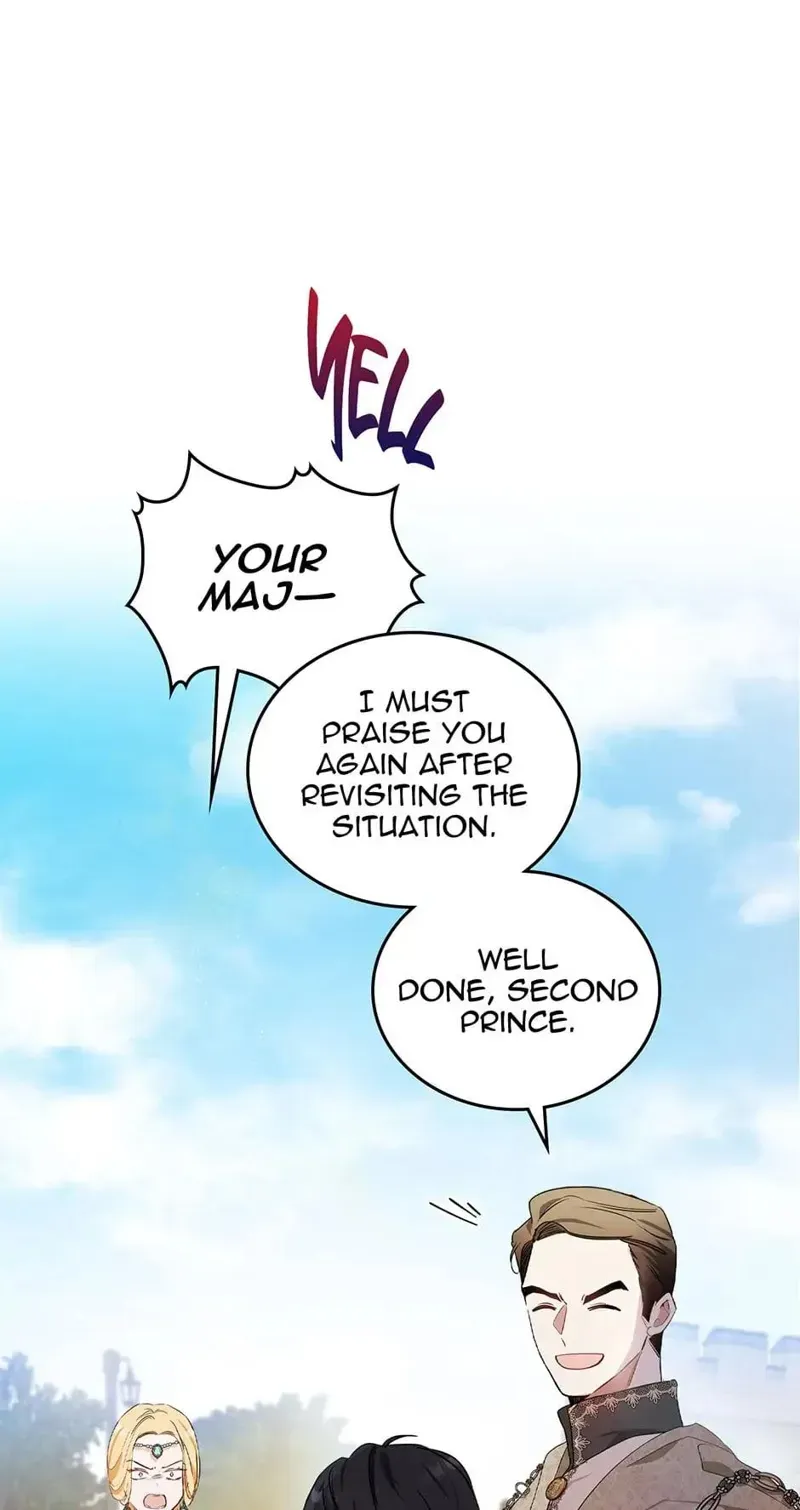 YELL
YOUR
MAJ—
I MUST
PRAISE YOU
AGAIN AFTER
REVISITING THE
SITUATION.
WELL
DONE, SECOND
PRINCE.